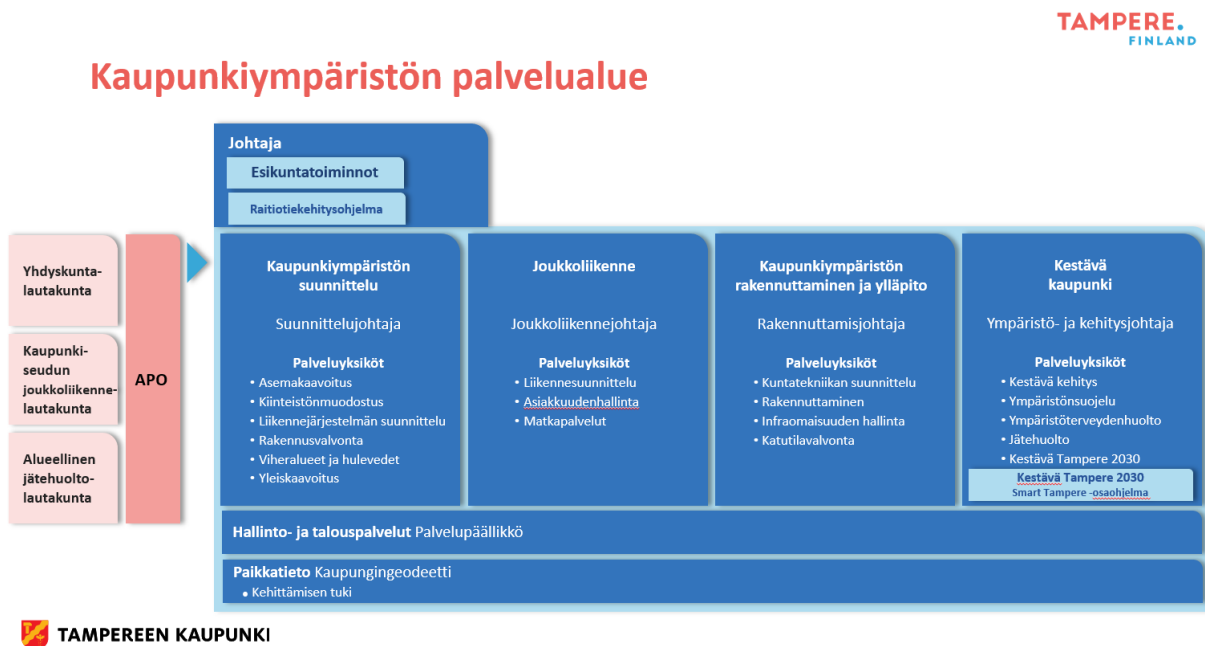 TAMPERE.
FINLAND
Kaupunkiympäristön palvelualue
Johtaja
Esikuntatoiminnot
Raitiotiekehitysohjelma
Yhdyskunta-
lautakunta
Kaupunki-
seudun
joukkoliikenne-
lautakunta
Alueellinen
jätehuolto-
lautakunta
APO
Kaupunkiympäristön
suunnittelu
Suunnittelujohtaja
Palveluyksiköt
• Asemakaavoitus
• Kiinteistönmuodostus
• Liikennejärjestelmän suunnittelu
• Rakennusvalvonta
• Viheralueet ja hulevedet
• Yleiskaavoitus
Joukkoliikenne
Joukkoliikennejohtaja
Palveluyksiköt
• Liikennesuunnittelu
• Asiakkuudenhallinta
• Matkapalvelut
Kaupunkiympäristön
rakennuttaminen ja ylläpito
Rakennuttamisjohtaja
Palveluyksiköt
• Kuntatekniikan suunnittelu
• Rakennuttaminen
• Infraomaisuuden hallinta
• Katutilavalvonta
Kestävä
kaupunki
Ympäristö- ja kehitysjohtaja
Palveluyksiköt
• Kestävä kehitys
• Ympäristönsuojelu
• Ympäristöterveydenhuolto
• Jätehuolto
• Kestävä Tampere 2030
Kestävä Tampere 2030
Smart Tampere -osaohjelma
Hallinto- ja talouspalvelut Palvelupäällikkö
Paikkatieto Kaupungingeodeetti
• Kehittämisen tuki
TAMPEREEN KAUPUNKI